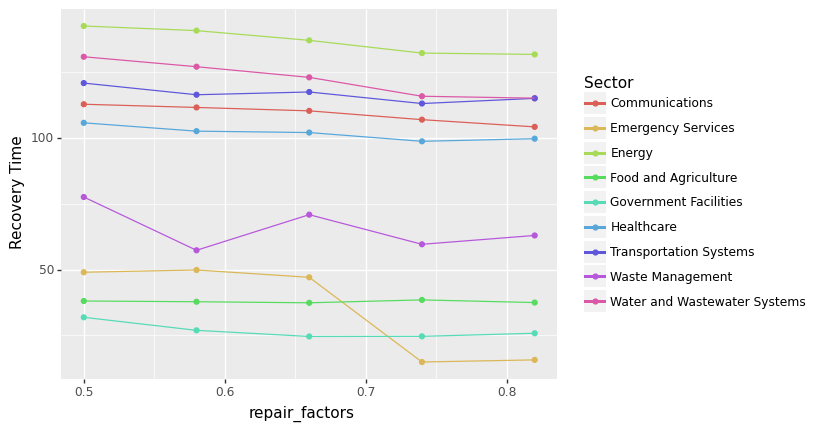 Recovery Time
100
50
0.5 0.6 0.7 0.8
repair_factors
Sector
Communications
Emergency Services
Energy
Food and Agriculture
Government Facilities
Healthcare
Transportation Systems
Waste Management
Water and Wastewater Systems